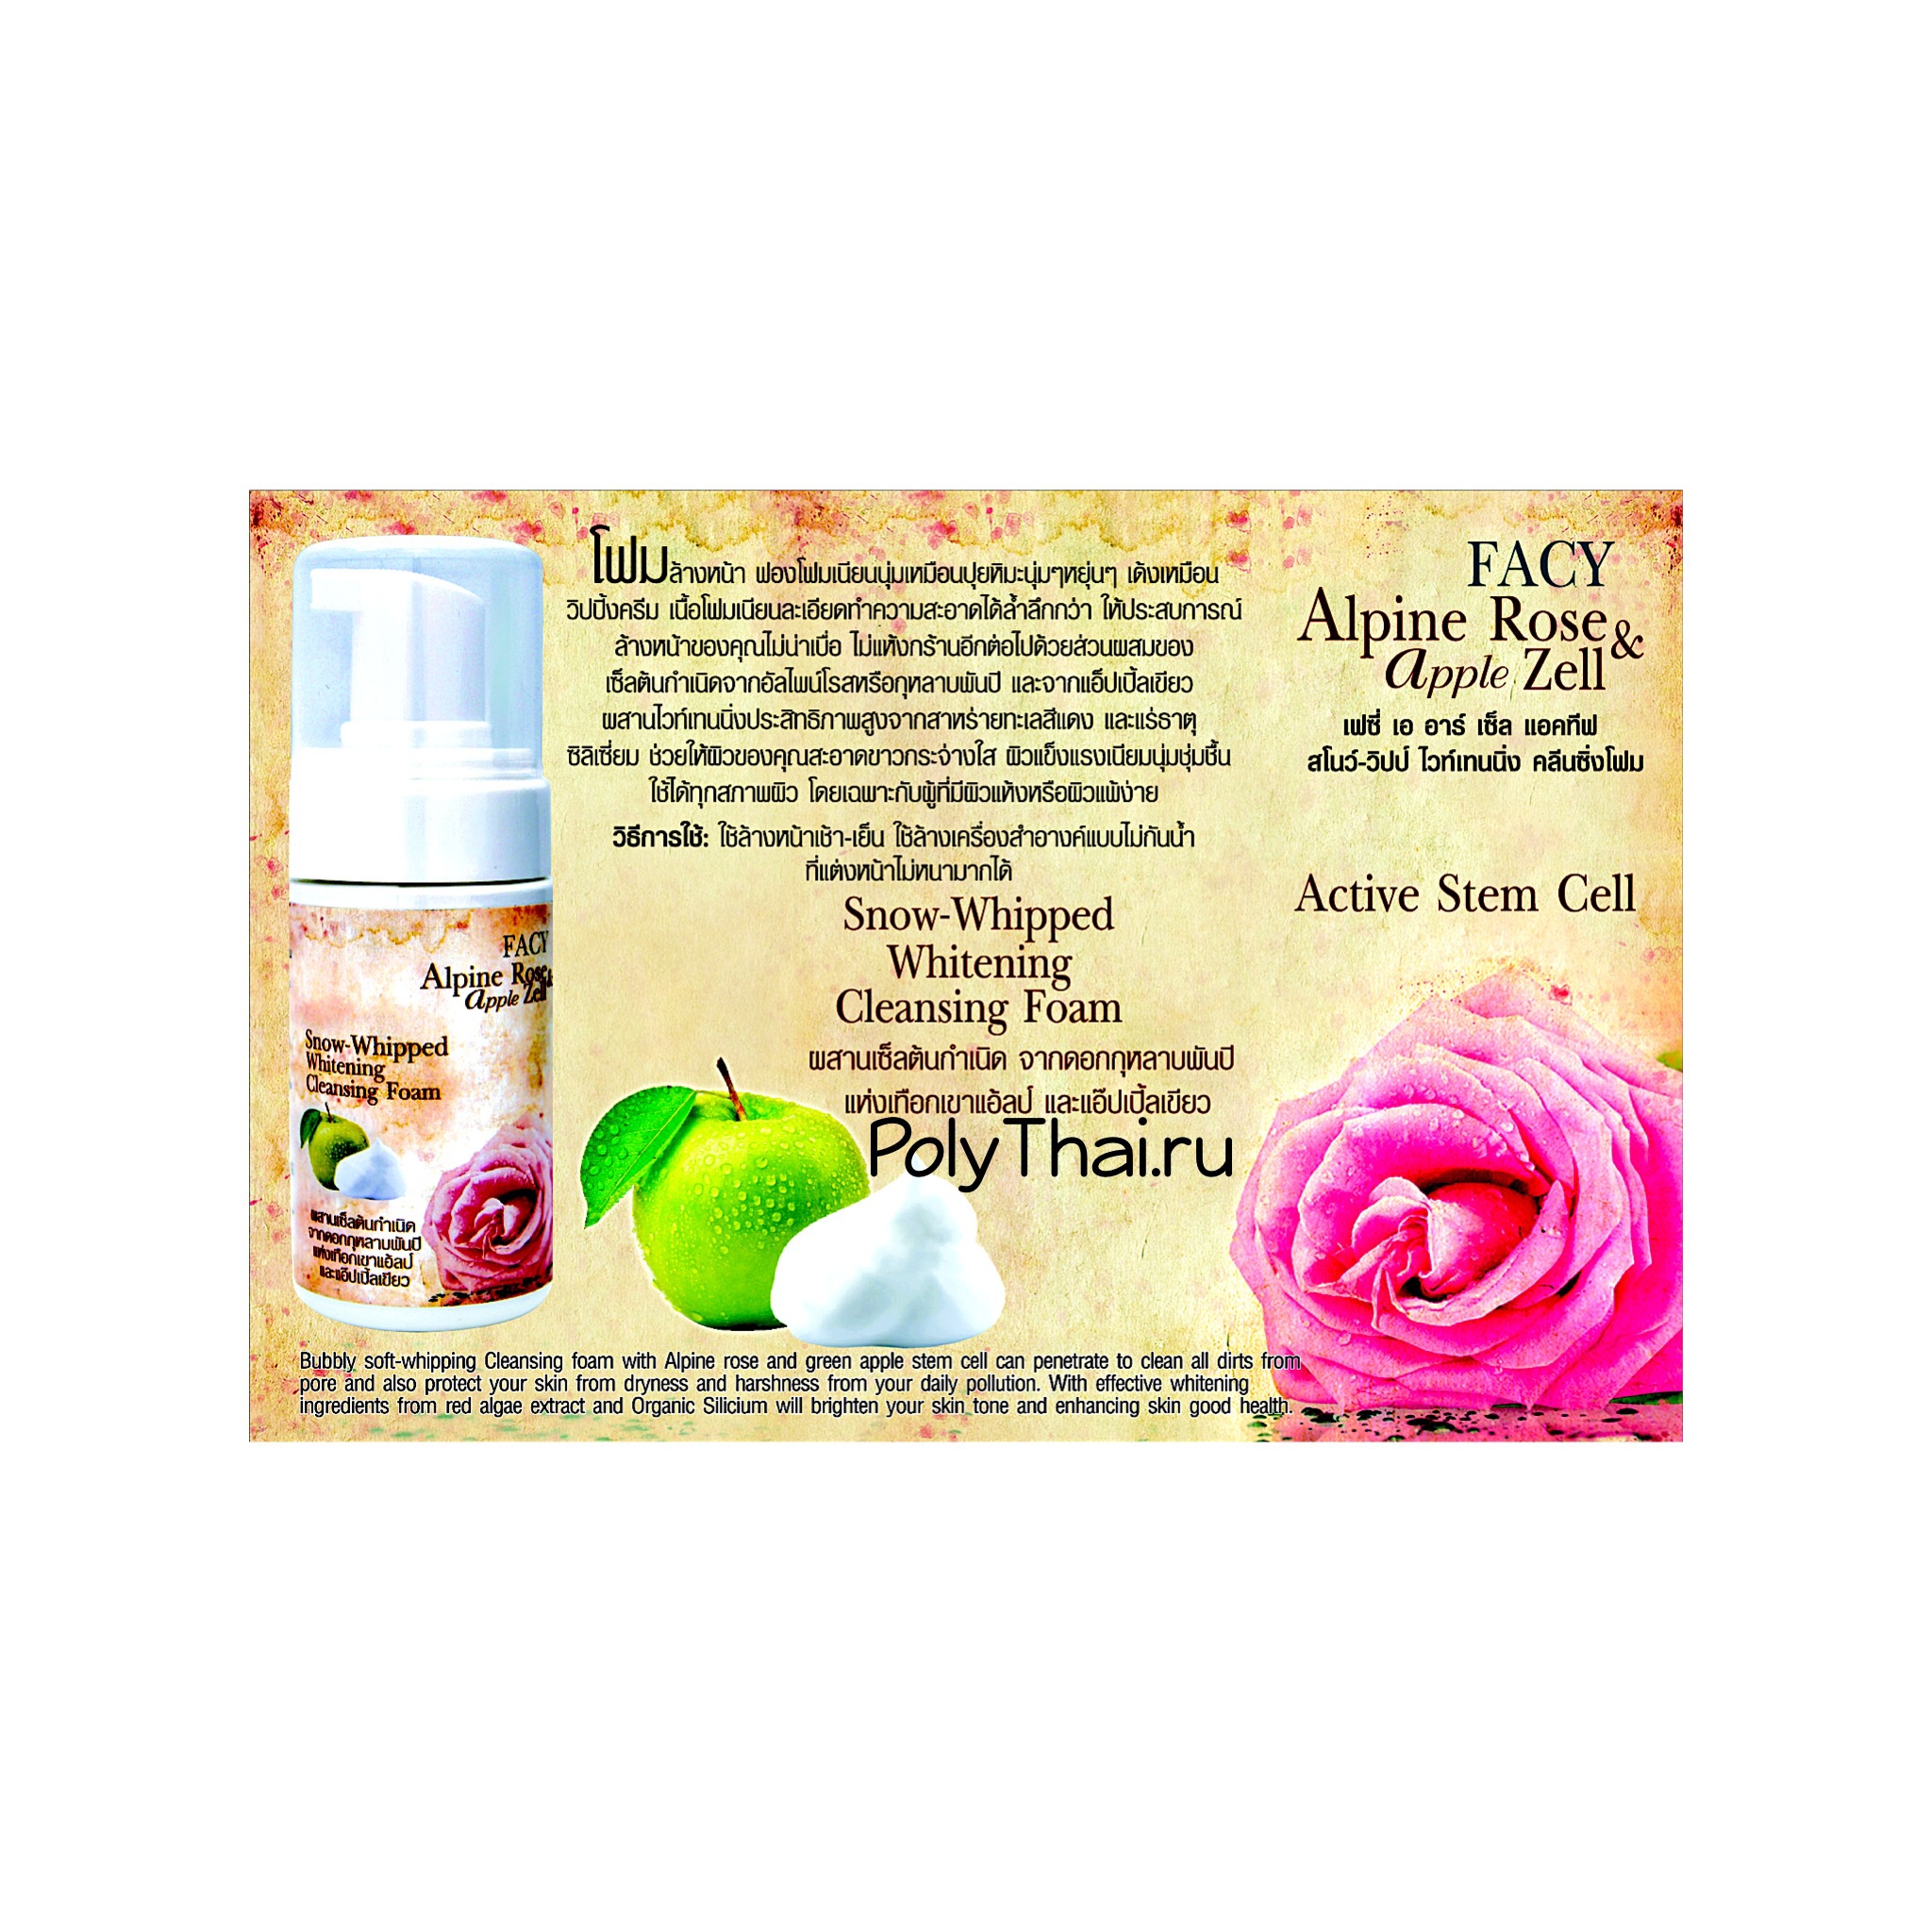 โฟมล้างหน้า ฟองโฟมเนียนนุ่มเหมือนปุยหิมะนุ่มๆหยุ่นๆ เด้งเหมือน
วิปปิ้งครีม เนื้อโฟมเนียนละเอียดทำความสะอาดได้ล้ำลึกกว่า ให้ประสบการณ์
ล้างหน้าของคุณไม่น่าเบื่อ ไม่แห้งกร้านอีกต่อไปด้วยส่วนผสมของ
เซ็ลต้นกำเนิดจากอัลไพน์โรสหรือกุหลาบพันปี และจากแอ็ปเปิ้ลเขียว
ผสานไวท์เทนนิ่งประสิทธิภาพสูงจากสาหร่ายทะเลสีแดง และแร่ธาตุ
ซิลิเซี่ยม ช่วยให้ผิวของคุณสะอาดขาวกระจ่างใส ผิวแข็งแรงเนียมนุ่มชุ่มชื้น
ใช้ได้ทุกสภาพผิว โดยเฉพาะกับผู้ที่มีผิวแห้งหรือผิวแพ้ง่าย
วิธีการใช้: ใช้ล้างหน้าเช้า-เย็น ใช้ล้างเครื่องสำอางค์แบบไม่กันน้ำ
ที่แต่งหน้าไม่หนามากได้
Snow-Whipped
Whitening
Cleansing Foam
ผสานเซ็ลต้นกำเนิด จากดอกกุหลาบพันปี
แห่งเทือกเขาแอ้ลป์ และแอ๊ปเปิ้ลเขียว
PolyThai.ru
FACY
Alpine Rose &
apple Zell
เฟซี่ เอ อาร์ เซ็ล แอคทีฟ
สโนว์-วิปป์ ไวท์เทนนิ่ง คลีนซิ่งโฟม
Active Stem Cell
FACY
Alpine Rose &
apple Zell
Snow-Whipped
Whitening
Cleansing Foam
ผสานเซ็ลต้นกำเนิด
จากดอกกุหลาบพันปี
แห่งเทือกเขาแอ้ลป์
และแอ๊ปเปิ้ลเขียว
Bubbly soft-whipping Cleansing foam with Alpine rose and green apple stem cell can penetrate to clean all dirts from
pore and also protect your skin from dryness and harshness from your daily pollution. With effective whitening
ingredients from red algae extract and Organic Silicium will brighten your skin tone and enhancing skin good health.